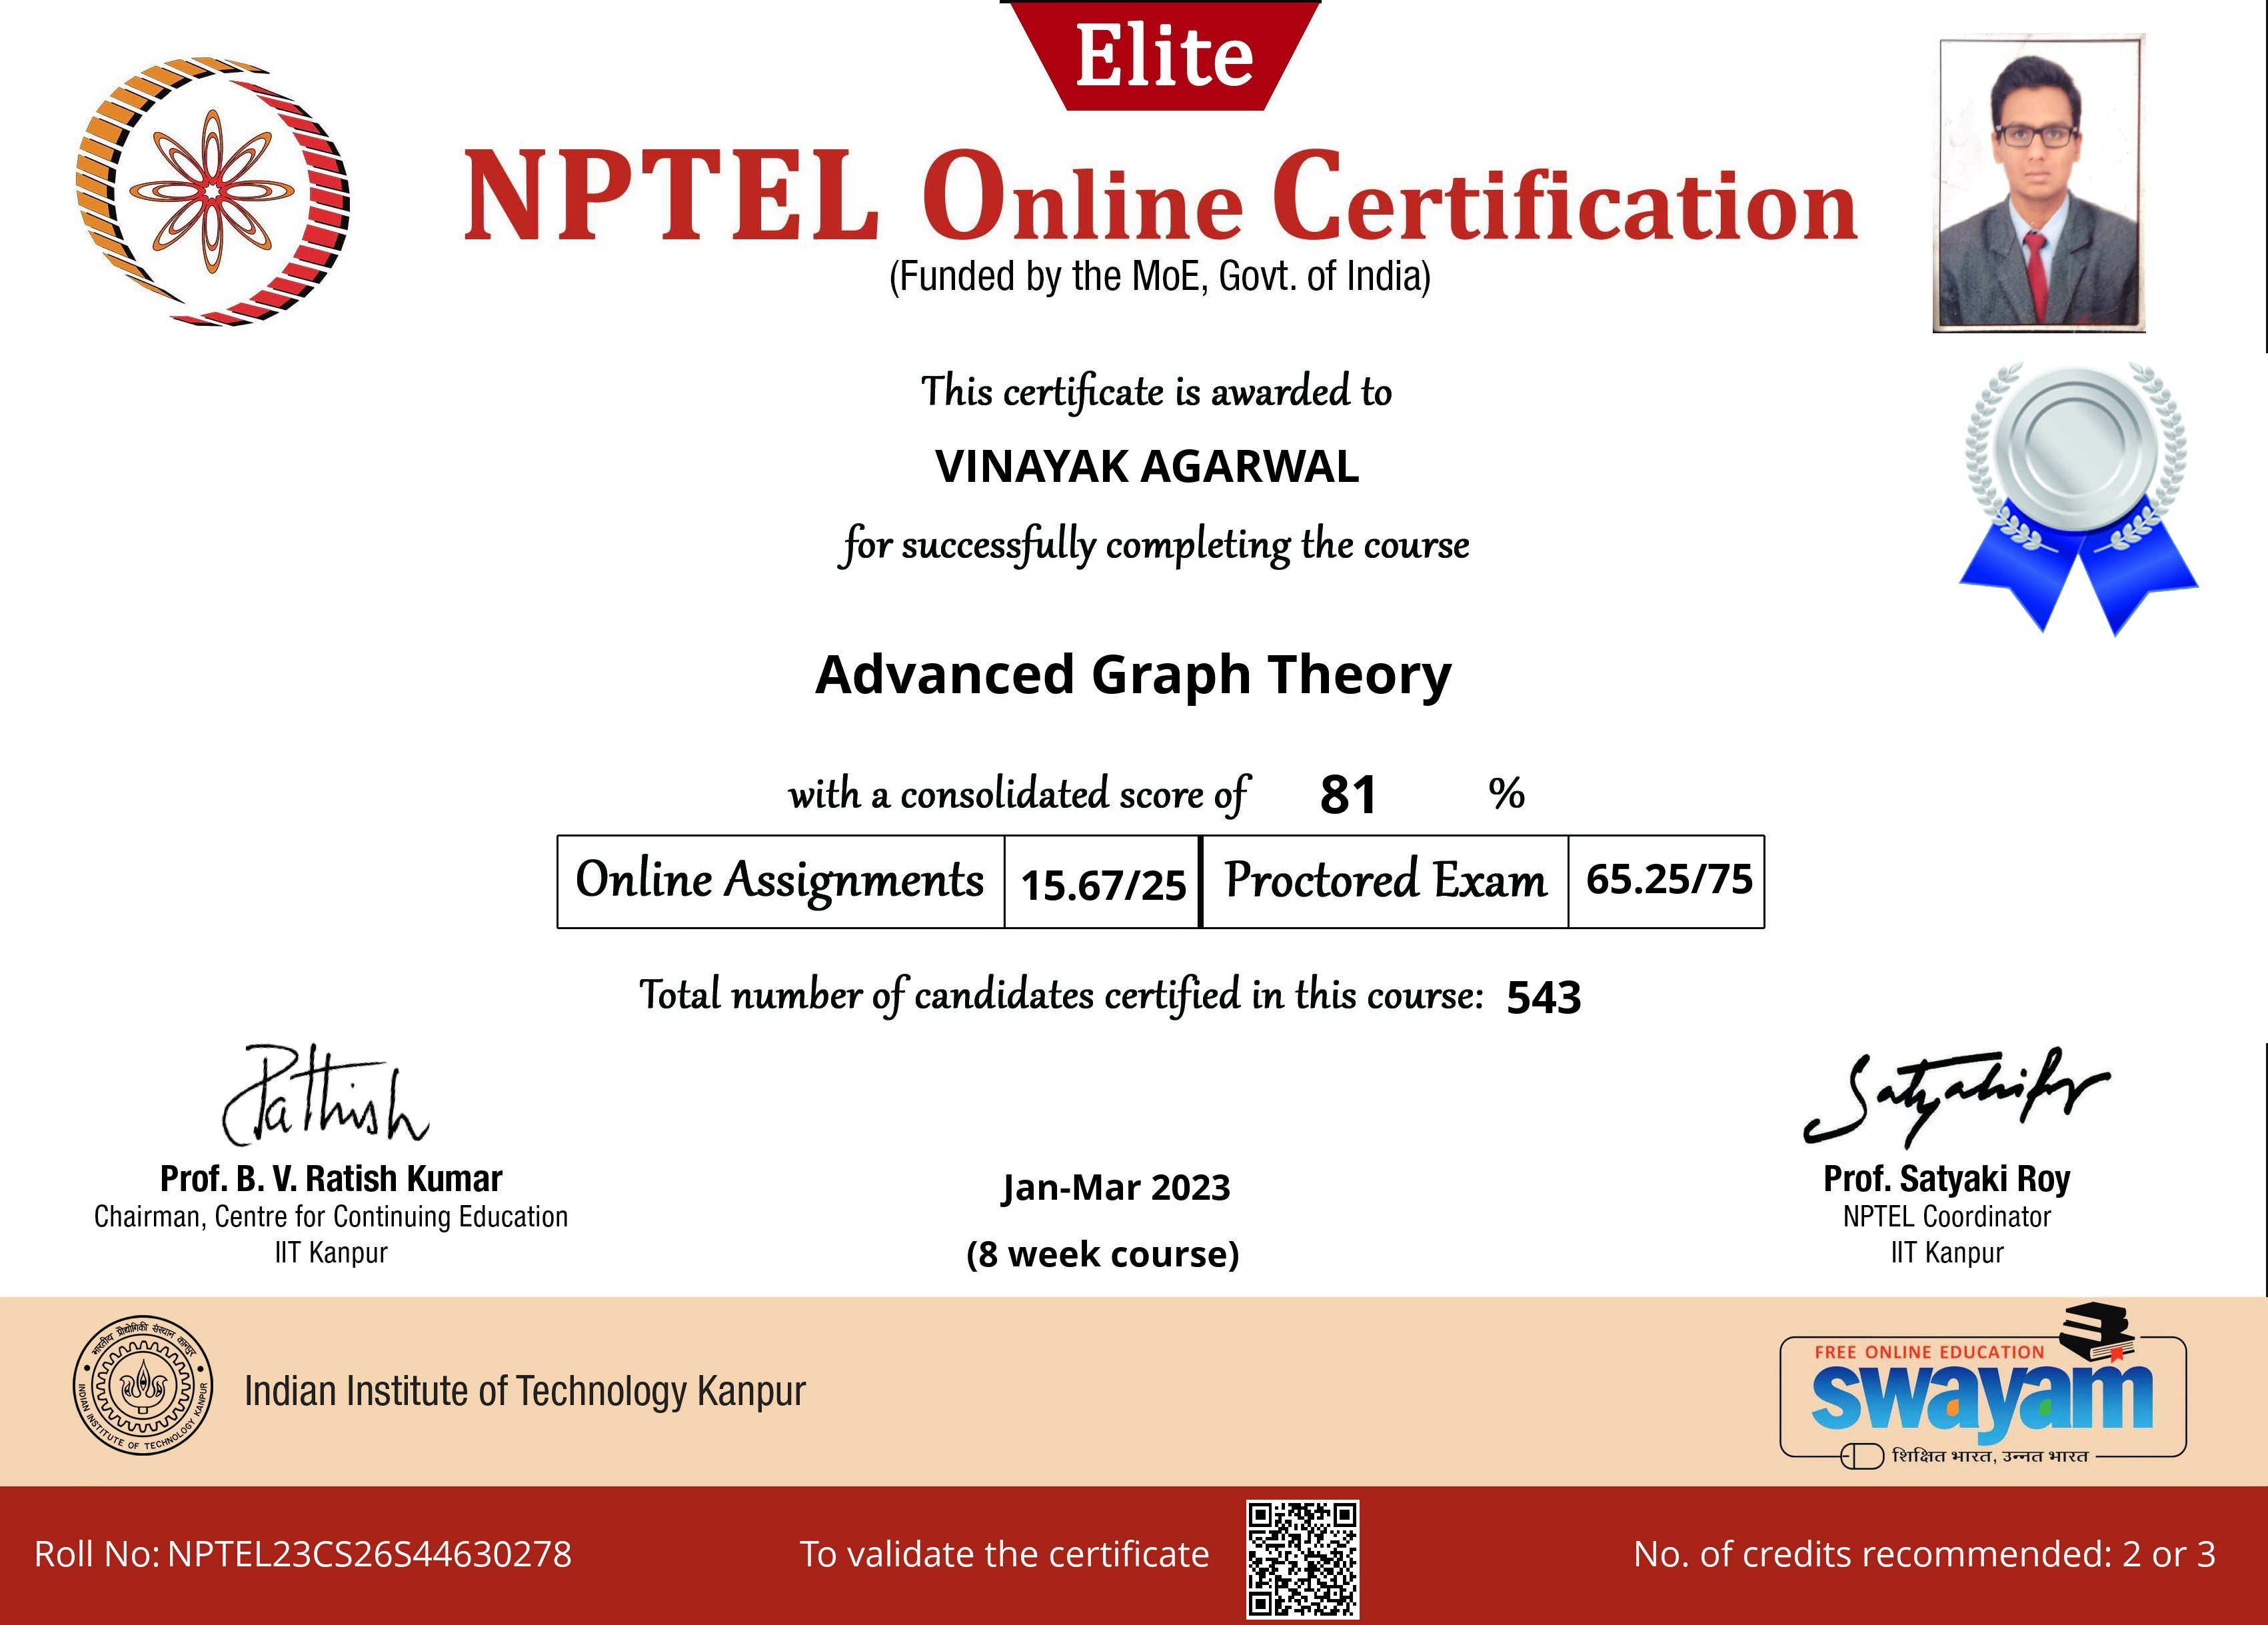 Elite
NPTEL Online Certification
(Funded by the MoE, Govt. of India)
This certificate is awarded to
VINAYAK AGARWAL
for successfully completing the course
Advanced Graph Theory
with a consolidated score of 81 %
Online Assignments 15.67/25 Proctored Exam 65.25/75
Total number of candidates certified in this course: 543
Prof. B. V. Ratish Kumar
Chairman, Centre for Continuing Education
IIT Kanpur
Jan-Mar 2023
(8 week course)
Prof. Satyaki Roy
NPTEL Coordinator
IIT Kanpur
भारतीय प्रौद्योगिकी संस्थान कानपुर
INDIAN INSTITUTE OF TECHNOLOGY KANPUR
Indian Institute of Technology Kanpur
FREE ONLINE EDUCATION
swayam
शिक्षित भारत, उन्नत भारत
Roll No: NPTEL23CS26S44630278
To validate the certificate
No. of credits recommended: 2 or 3